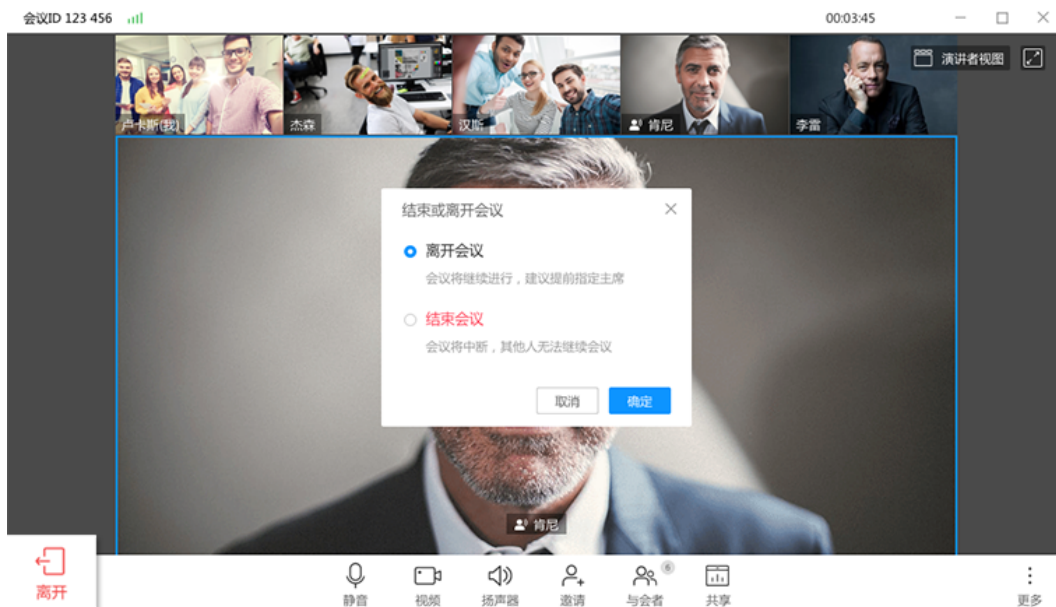 会议ID 123 456
00:03:45
演讲者视图
卢卡斯(我)
杰森
汉斯
肯尼
李雷
结束或离开会议
离开会议
会议将继续进行，建议提前指定主席
结束会议
会议将中断，其他人无法继续会议
取消
确定
肯尼
离开
静音
视频
扬声器
邀请
与会者
6
共享
更多